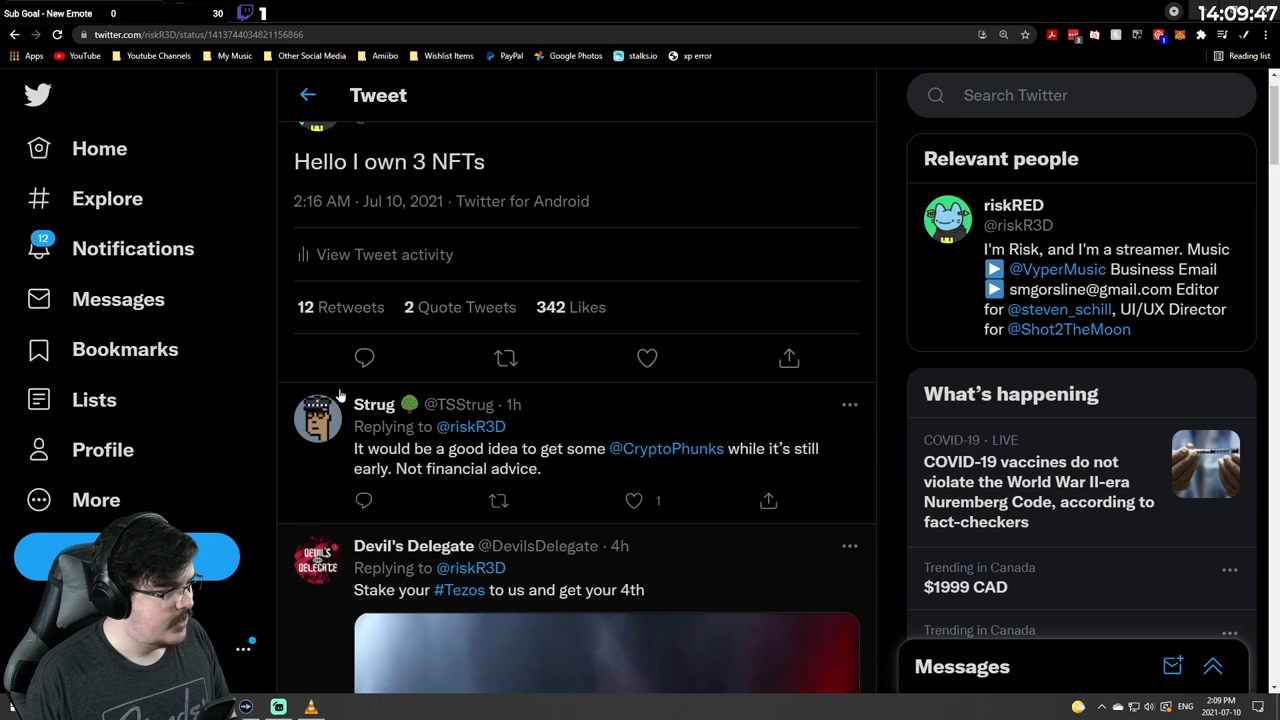 Sub Goal - New Emote 0 30 1 14:09:47
twitter.com/riskR3D/status/1413744034821156866
Apps YouTube Youtube Channels My Music Other Social Media Amiibo Wishlist Items PayPal Google Photos stalks.io xp error Reading list
Home
Explore
12
Notifications
Messages
Bookmarks
Lists
Profile
More
Tweet
Hello I own 3 NFTs
2:16 AM · Jul 10, 2021 · Twitter for Android
View Tweet activity
12 Retweets 2 Quote Tweets 342 Likes
Strug @TSStrug · 1h
Replying to @riskR3D
It would be a good idea to get some @CryptoPhunks while it’s still
early. Not financial advice.
1
Devil's Delegate @DevilsDelegate · 4h
DEVIL'S
DELEGATE
Replying to @riskR3D
Stake your #Tezos to us and get your 4th
Search Twitter
Relevant people
riskRED
@riskR3D
I'm Risk, and I'm a streamer. Music
@VyperMusic Business Email
smgorsline@gmail.com Editor
for @steven_schill, UI/UX Director
for @Shot2TheMoon
What’s happening
COVID-19 · LIVE
COVID-19 vaccines do not
violate the World War II-era
Nuremberg Code, according to
fact-checkers
Trending in Canada
$1999 CAD
Trending in Canada
Messages
ENG 2:09 PM
2021-07-10